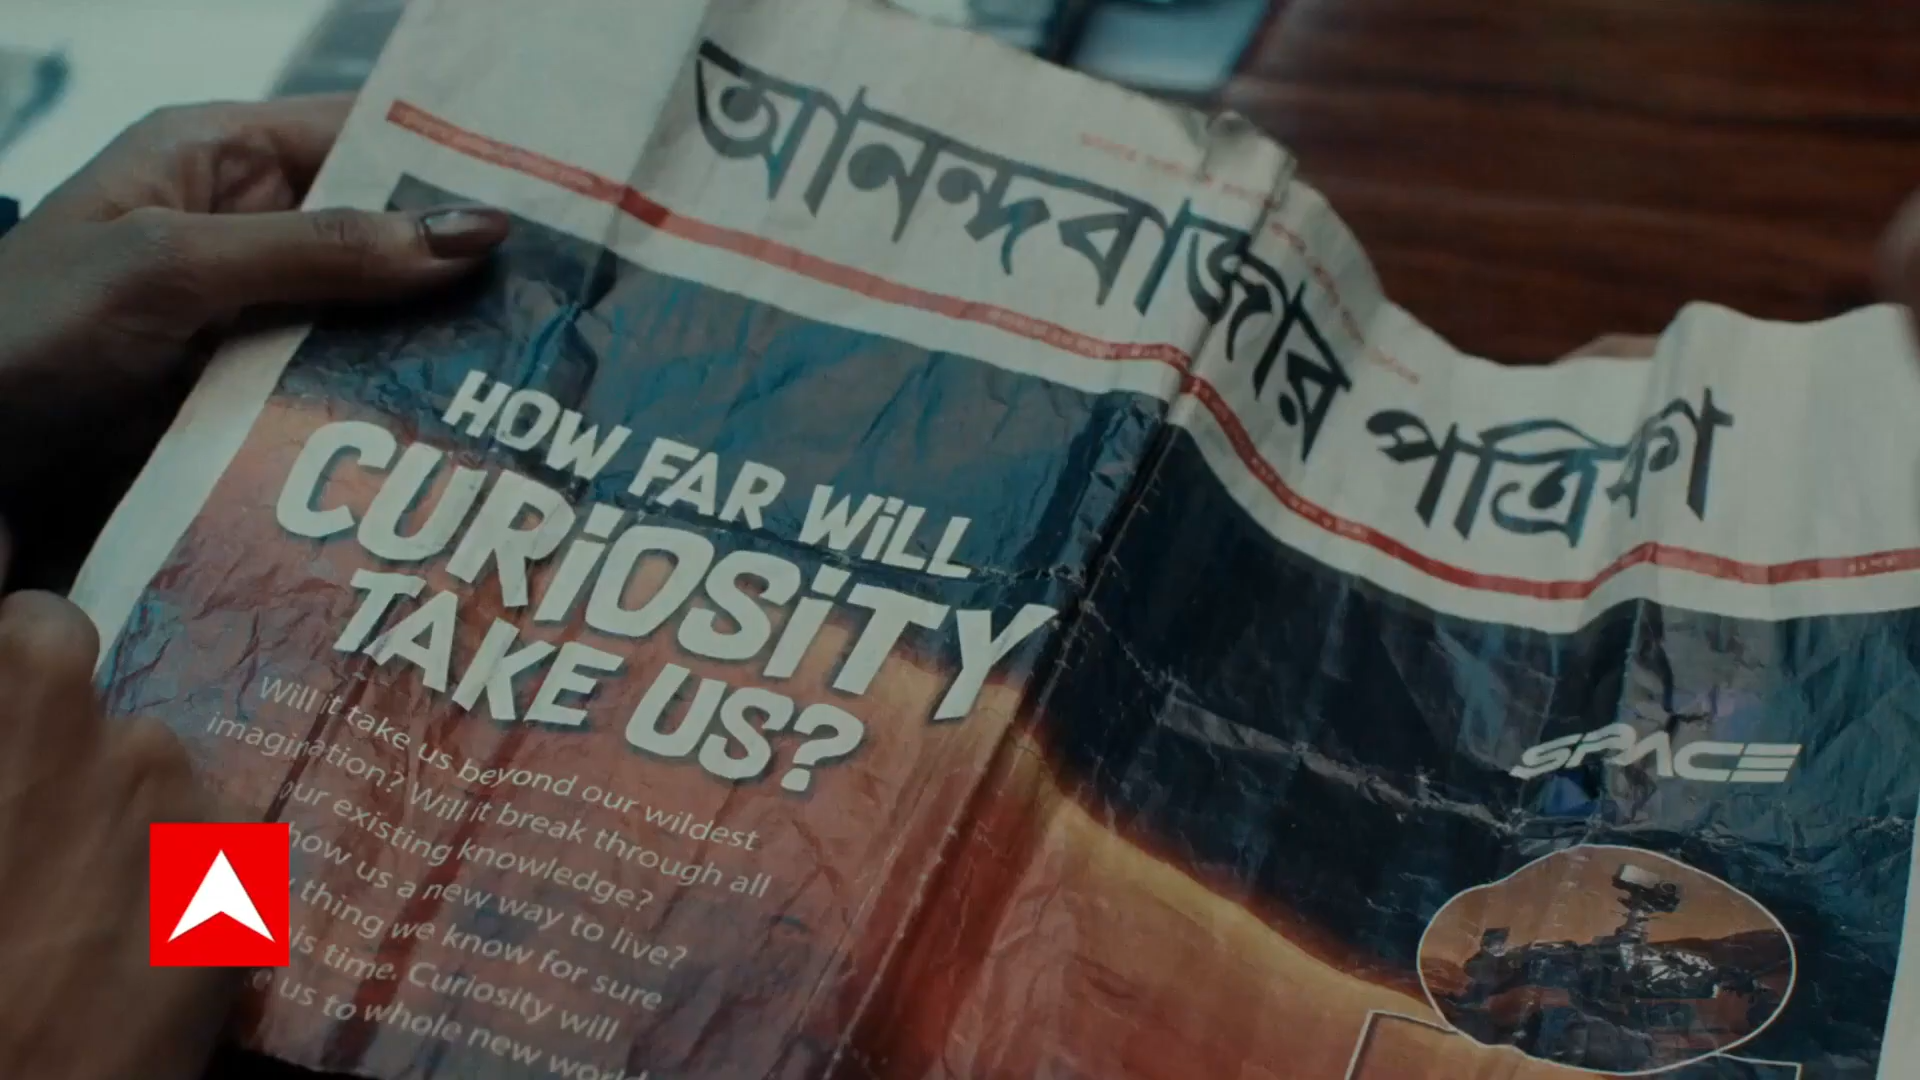 আনন্দবাজার পত্রিকা
HOW FAR WiLL
CURiOSiTY
TAKE US?
Will it take us beyond our wildest
imagination? Will it break through all
our existing knowledge?
how us a new way to live?
thing we know for sure
is time. Curiosity will
us to whole new world
SPACE